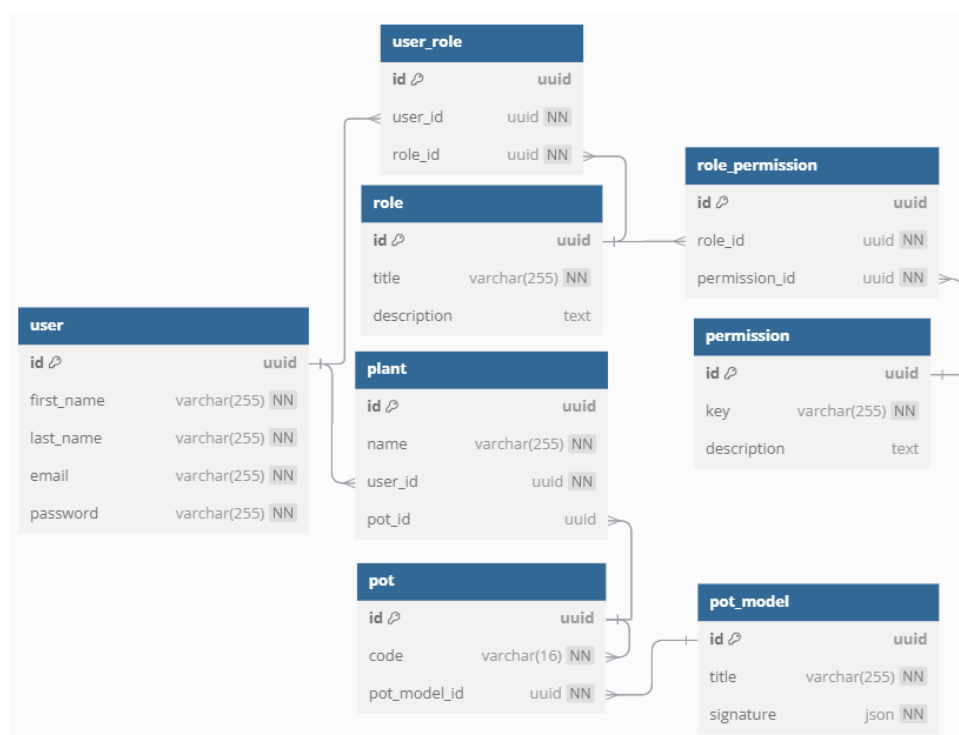 user_role
id uuid
user_id uuid NN
role_id uuid NN
role
id uuid
title varchar(255) NN
description text
role_permission
id uuid
role_id uuid NN
permission_id uuid NN
user
id uuid
first_name varchar(255) NN
last_name varchar(255) NN
email varchar(255) NN
password varchar(255) NN
plant
id uuid
name varchar(255) NN
user_id uuid NN
pot_id uuid
permission
id uuid
key varchar(255) NN
description text
pot
id uuid
code varchar(16) NN
pot_model_id uuid NN
pot_model
id uuid
title varchar(255) NN
signature json NN